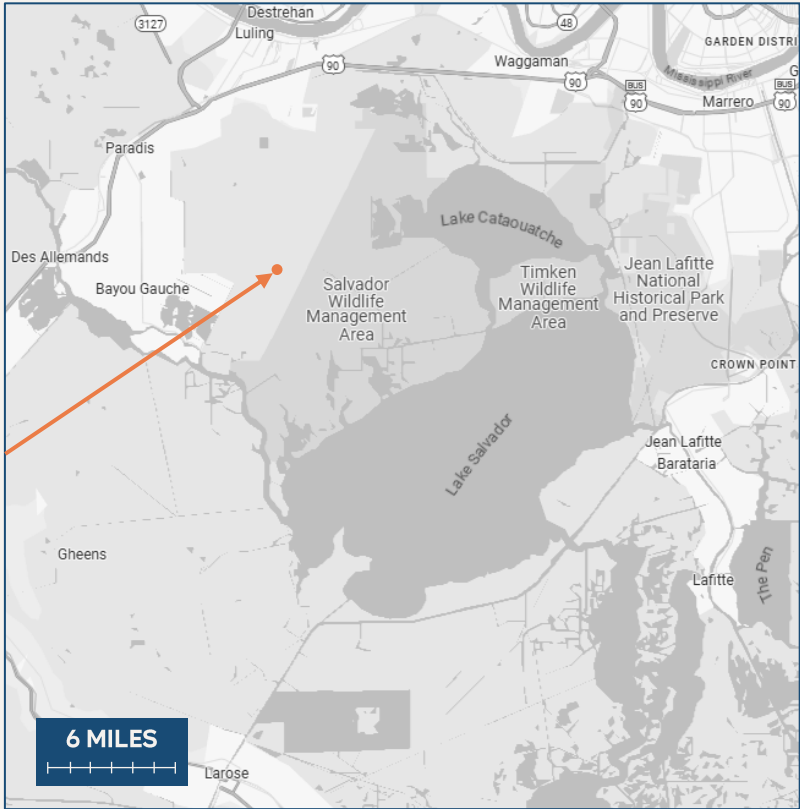 Destrehan
3127
48
Luling
GARDEN DISTRI
Waggaman
90
90
Mississippi River
G
BUS
90
BUS
90
Marrero
Paradis
Lake Cataouatche
Des Allemands
Bayou Gauche
Salvador
Wildlife
Management
Area
Timken
Wildlife
Management
Area
Jean Lafitte
National
Historical Park
and Preserve
CROWN POINT
Lake Salvador
Jean Lafitte
Barataria
Gheens
Lafitte
The Pen
6 MILES
Larose